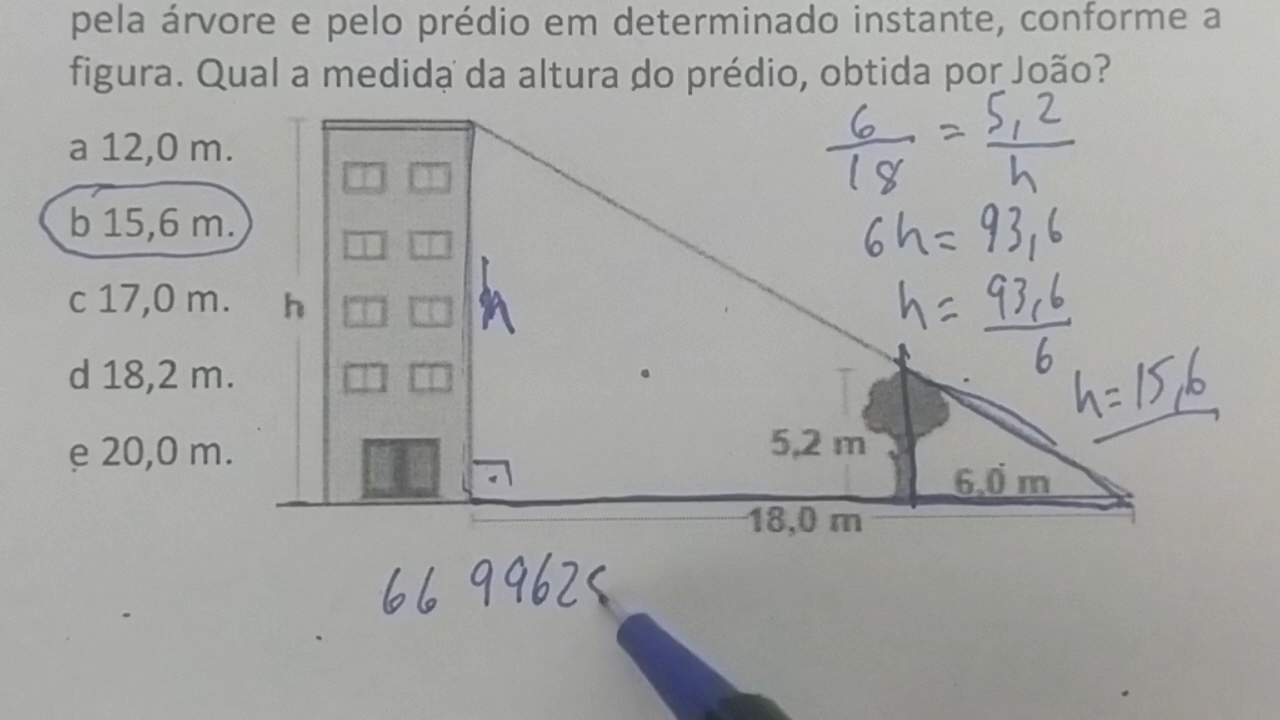 pela árvore e pelo prédio em determinado instante, conforme a
figura. Qual a medida da altura do prédio, obtida por João?
a 12,0 m.
b 15,6 m.
c 17,0 m.
d 18,2 m.
e 20,0 m.
h
h
5,2 m
6,0 m
18,0 m
6/18 = 5,2/h
6h = 93,6
h = 93,6/6
h = 15,6
66 9962